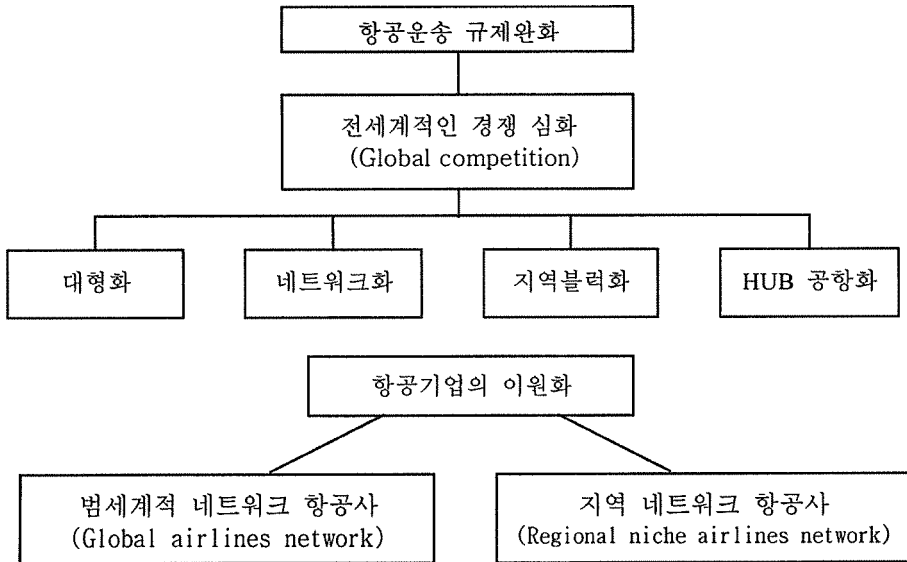 항공운송 규제완화
전세계적인 경쟁 심화
(Global competition)
대형화
네트워크화
지역블럭화
HUB 공항화
항공기업의 이원화
범세계적 네트워크 항공사
(Global airlines network)
지역 네트워크 항공사
(Regional niche airlines network)